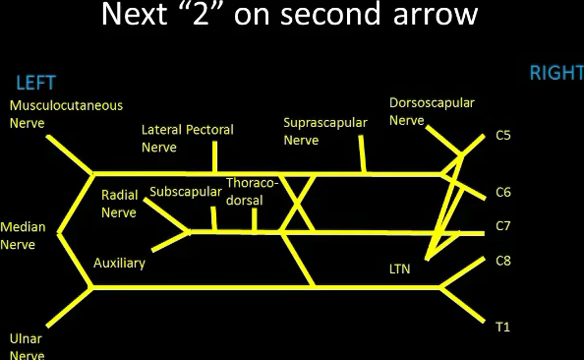 Next “2” on second arrow
LEFT
RIGHT
Musculocutaneous
Nerve
Lateral Pectoral
Nerve
Suprascapular
Nerve
Dorsoscapular
Nerve
C5
Radial
Nerve
Subscapular
Thoraco-
dorsal
C6
Median
Nerve
C7
Auxiliary
LTN
C8
T1
Ulnar
Nerve